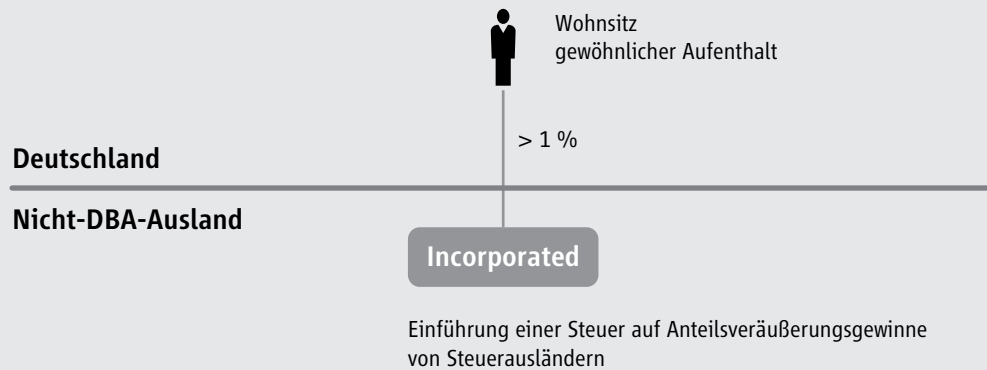 Wohnsitz
gewöhnlicher Aufenthalt
> 1 %
Deutschland
Nicht-DBA-Ausland
Incorporated
Einführung einer Steuer auf Anteilsveräußerungsgewinne
von Steuerausländern